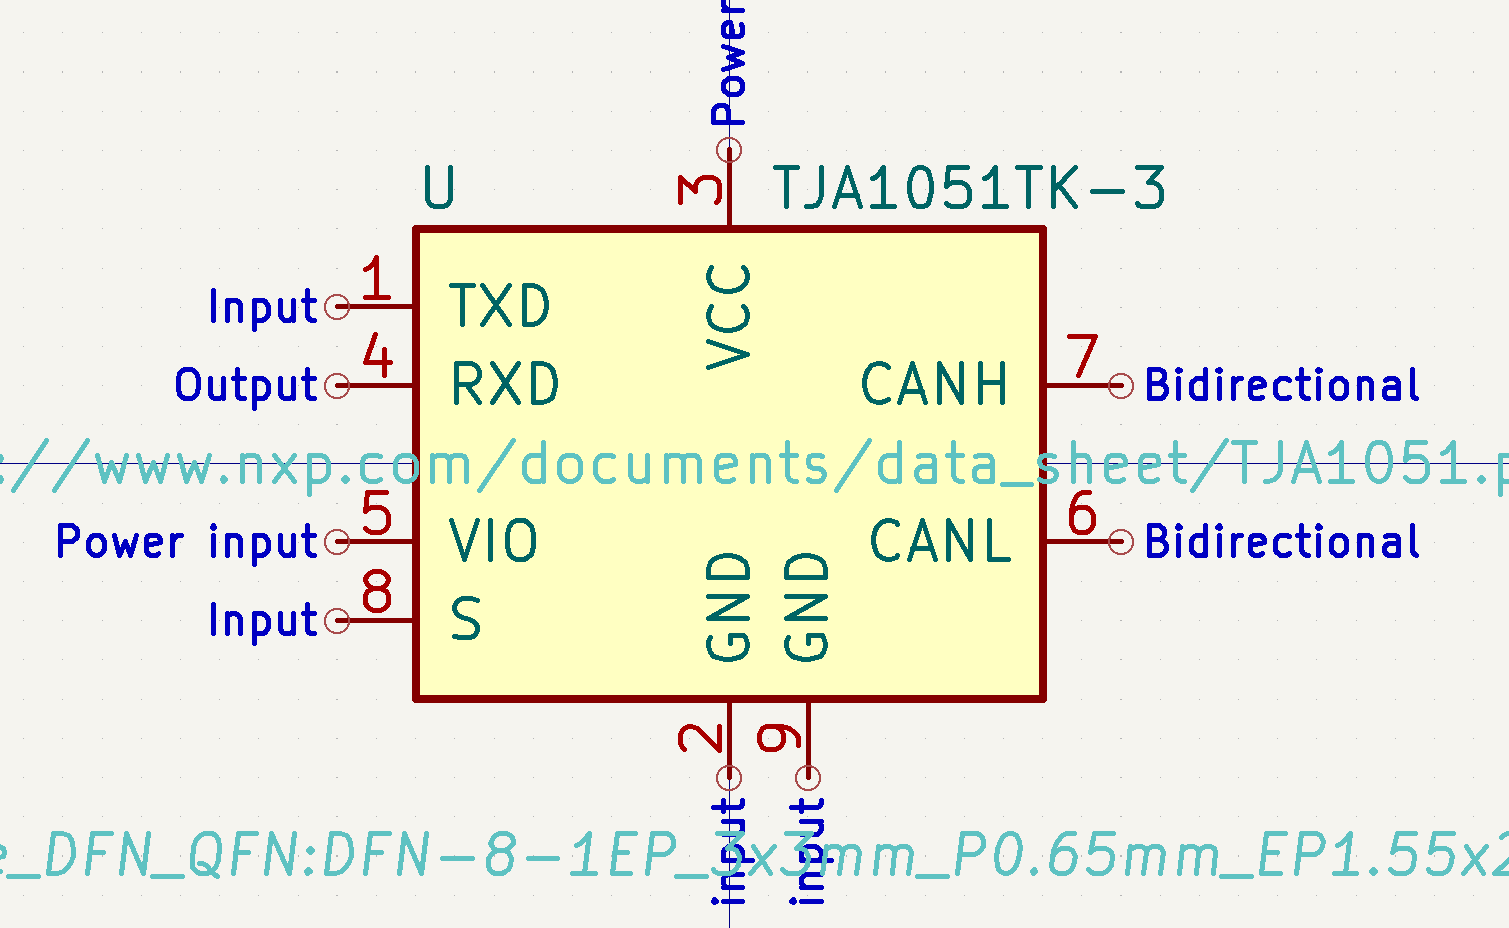 Power
U
3
TJA1051TK-3
1
Input
TXD
VCC
4
Output
RXD
7
CANH
Bidirectional
://www.nxp.com/documents/data_sheet/TJA1051.p
5
Power input
VIO
6
CANL
Bidirectional
8
Input
S
GND
GND
2
9
input
input
e_DFN_QFN:DFN-8-1EP_3x3mm_P0.65mm_EP1.55x2